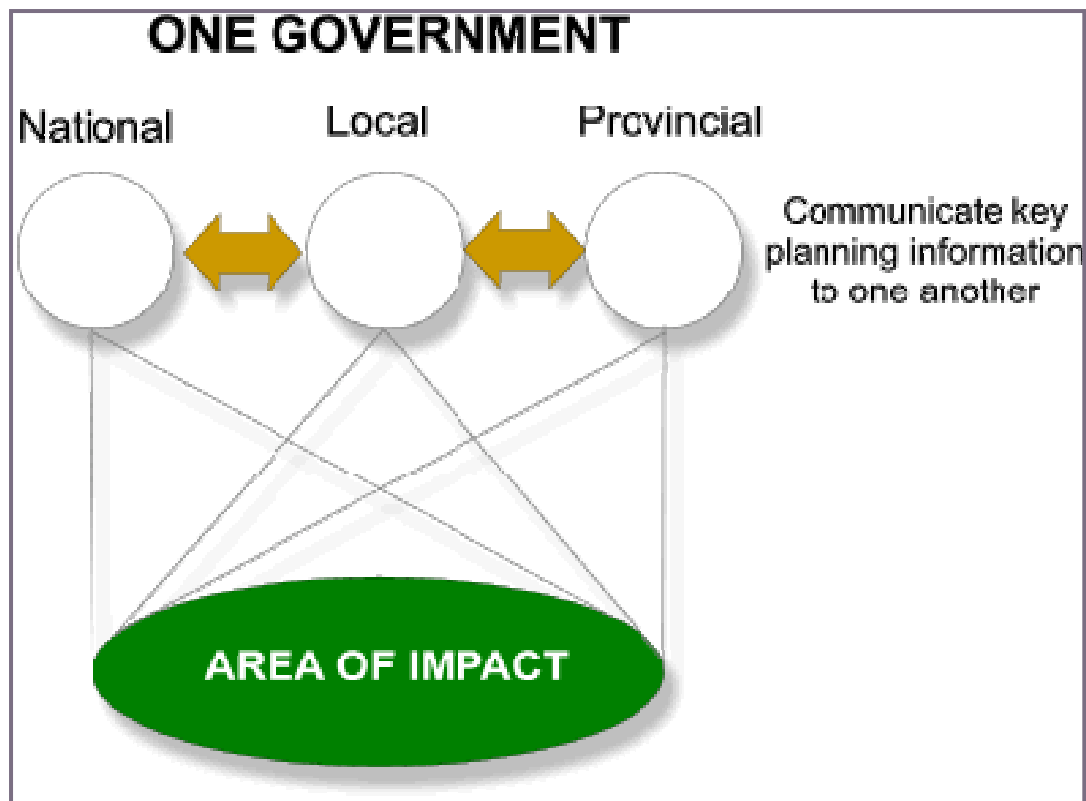 ONE GOVERNMENT
National
Local
Provincial
Communicate key
planning information
to one another
AREA OF IMPACT